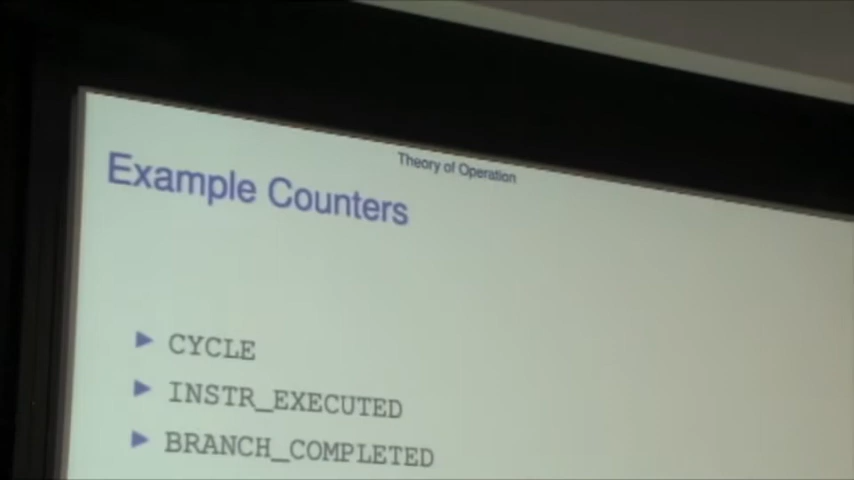 Theory of Operation
Example Counters
CYCLE
INSTR_EXECUTED
BRANCH_COMPLETED